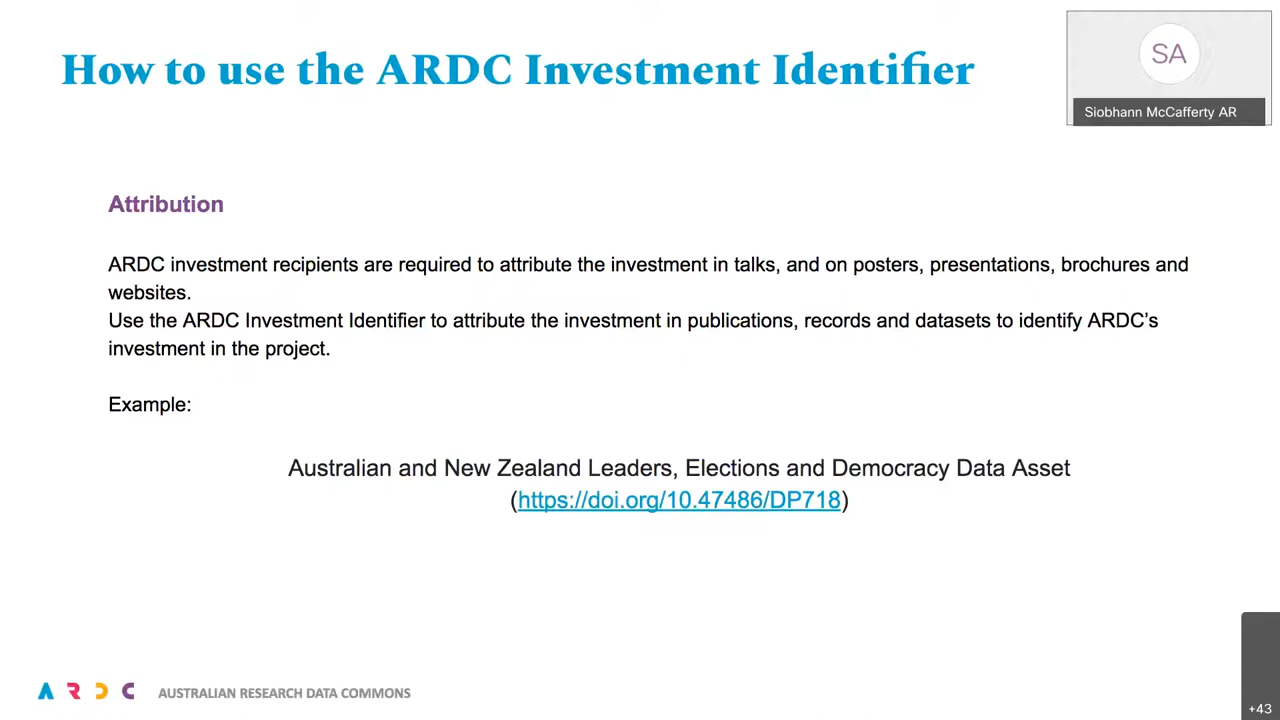 How to use the ARDC Investment Identifier
SA
Siobhann McCafferty AR
Attribution
ARDC investment recipients are required to attribute the investment in talks, and on posters, presentations, brochures and
websites.
Use the ARDC Investment Identifier to attribute the investment in publications, records and datasets to identify ARDC’s
investment in the project.
Example:
Australian and New Zealand Leaders, Elections and Democracy Data Asset
(https://doi.org/10.47486/DP718)
ARDC AUSTRALIAN RESEARCH DATA COMMONS
+43